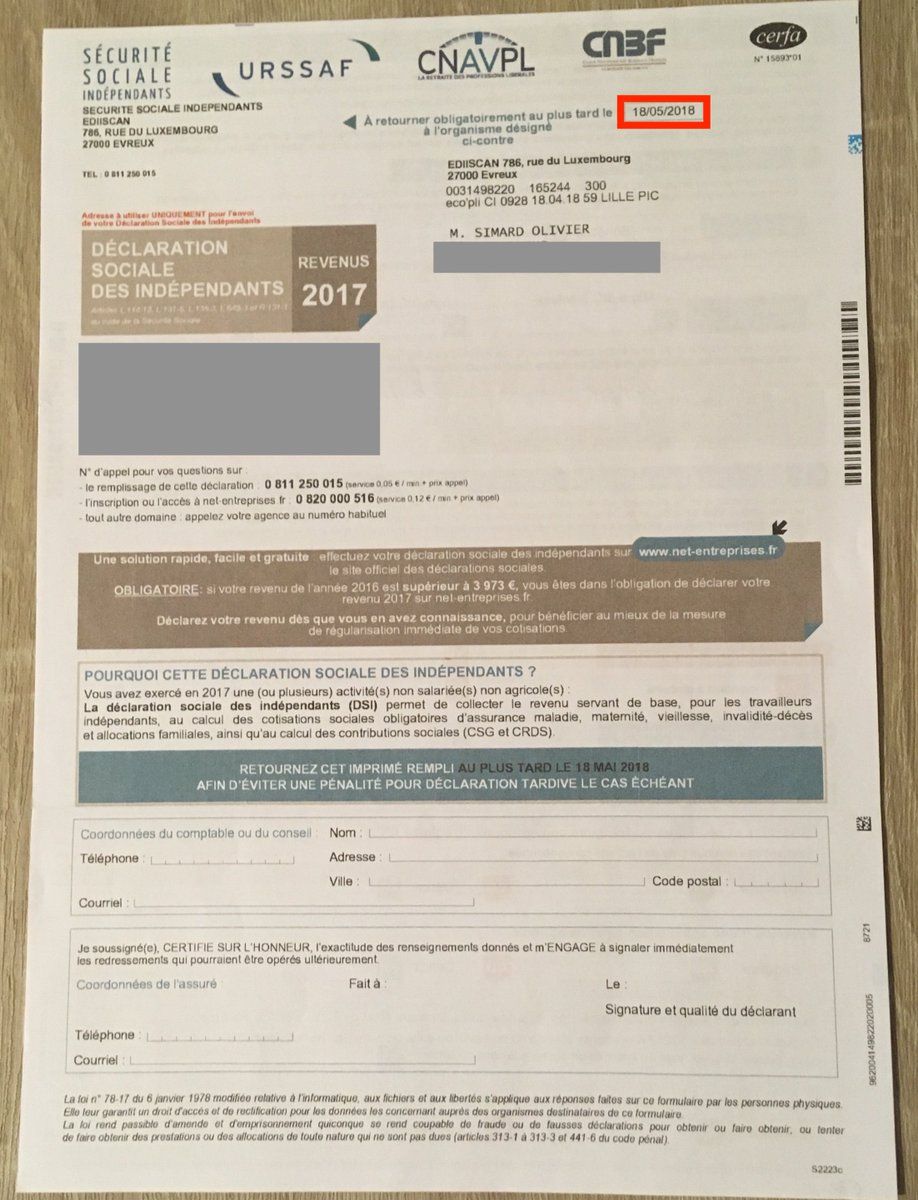 SÉCURITÉ
SOCIALE
INDÉPENDANTS
URSSAF
CNAVPL
LA RETRAITE DES PROFESSIONS LIBÉRALES
CNBF
cerfa
N° 15893*01
SECURITE SOCIALE INDEPENDANTS
EDIISCAN
786, RUE DU LUXEMBOURG
27000 EVREUX
TEL : 0 811 250 015
À retourner obligatoirement au plus tard le 18/05/2018
à l'organisme désigné
ci-contre
EDIISCAN 786, rue du Luxembourg
27000 Evreux
0031498220 165244 300
eco'pli CI 0928 18.04.18 59 LILLE PIC
M. SIMARD OLIVIER
Adresse à utiliser UNIQUEMENT pour l'envoi
de votre Déclaration Sociale des Indépendants
DÉCLARATION
SOCIALE
DES INDÉPENDANTS
REVENUS
2017
au code de la Sécurité Sociale
N° d'appel pour vos questions sur :
- le remplissage de cette déclaration : 0 811 250 015 (service 0,05 € / min + prix appel)
- l'inscription ou l'accès à net-entreprises fr : 0 820 000 516 (service 0,12 € / min + prix appel)
- tout autre domaine : appelez votre agence au numéro habituel
Une solution rapide, facile et gratuite : effectuez votre déclaration sociale des indépendants sur www.net-entreprises.fr
le site officiel des déclarations sociales.
OBLIGATOIRE: si votre revenu de l'année 2016 est supérieur à 3 973 €, vous êtes dans l'obligation de déclarer votre
revenu 2017 sur net-entreprises.fr.
Déclarez votre revenu dès que vous en avez connaissance, pour bénéficier au mieux de la mesure
de régularisation immédiate de vos cotisations.
POURQUOI CETTE DÉCLARATION SOCIALE DES INDÉPENDANTS ?
Vous avez exercé en 2017 une (ou plusieurs) activité(s) non salariée(s) non agricole(s) :
La déclaration sociale des indépendants (DSI) permet de collecter le revenu servant de base, pour les travailleurs
indépendants, au calcul des cotisations sociales obligatoires d'assurance maladie, maternité, vieillesse, invalidité-décès
et allocations familiales, ainsi qu'au calcul des contributions sociales (CSG et CRDS).
RETOURNEZ CET IMPRIMÉ REMPLI AU PLUS TARD LE 18 MAI 2018
AFIN D'ÉVITER UNE PÉNALITÉ POUR DÉCLARATION TARDIVE LE CAS ÉCHÉANT
Coordonnées du comptable ou du conseil : Nom :
Téléphone : Adresse :
Ville : Code postal :
Courriel :
Je soussigné(e), CERTIFIE SUR L'HONNEUR, l'exactitude des renseignements donnés et m'ENGAGE à signaler immédiatement
les redressements qui pourraient être opérés ultérieurement.
Coordonnées de l'assuré : Fait à : Le :
Signature et qualité du déclarant
Téléphone :
Courriel :
8721
962004149822020005
La loi n° 78-17 du 6 janvier 1978 modifiée relative à l'informatique, aux fichiers et aux libertés s'applique aux réponses faites sur ce formulaire par les personnes physiques.
Elle leur garantit un droit d'accès et de rectification pour les données les concernant auprès des organismes destinataires de ce formulaire.
La loi rend passible d'amende et d'emprisonnement quiconque se rend coupable de fraude ou de fausses déclarations pour obtenir ou faire obtenir, ou tenter
de faire obtenir des prestations ou des allocations de toute nature qui ne sont pas dues (articles 313-1 à 313-3 et 441-6 du code pénal).
S2223c